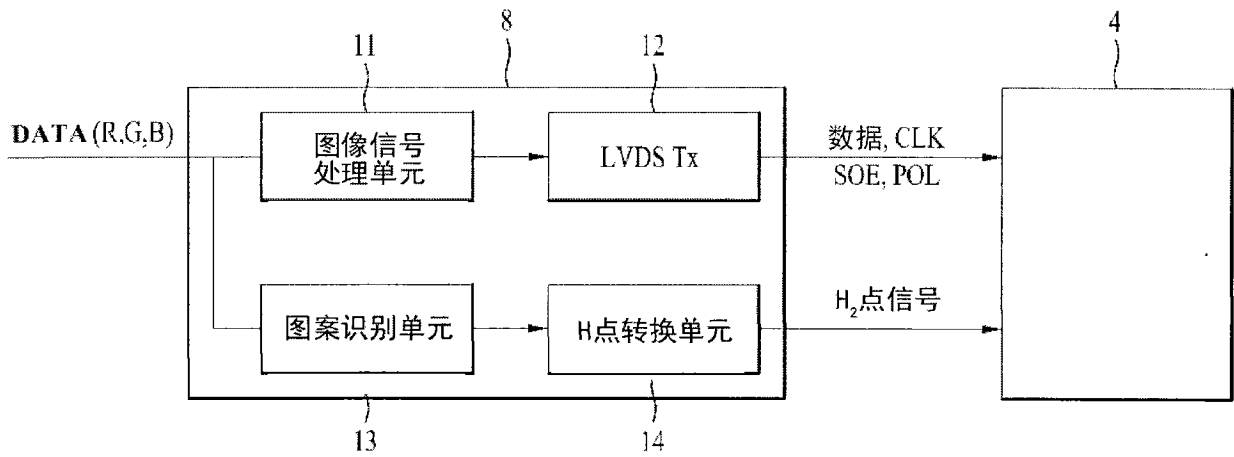 11
8
12
4
DATA (R,G,B)
图像信号
处理单元
LVDS Tx
数据, CLK
SOE, POL
图案识别单元
H点转换单元
H₂点信号
13
14